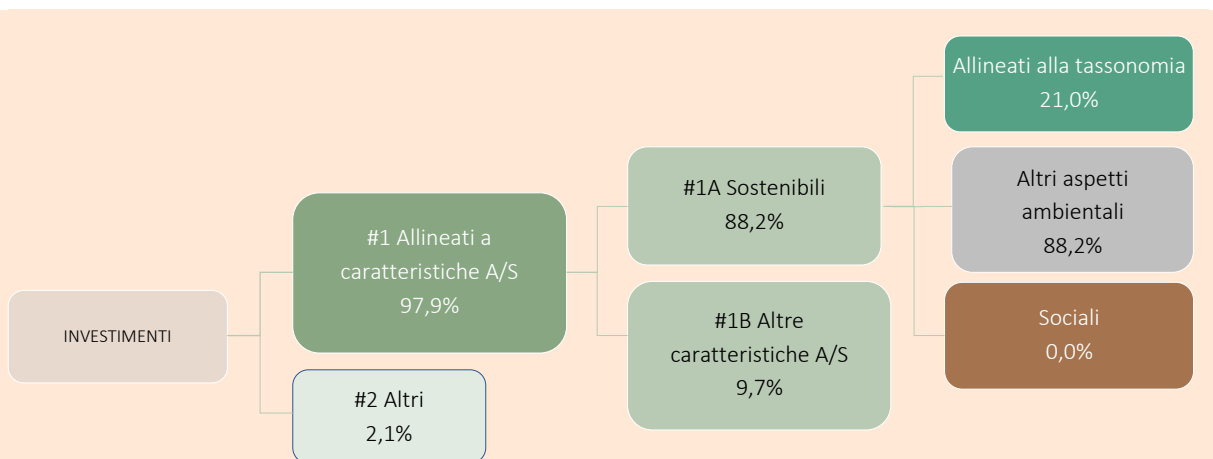 INVESTIMENTI
#1 Allineati a
caratteristiche A/S
97,9%
#2 Altri
2,1%
#1A Sostenibili
88,2%
#1B Altre
caratteristiche A/S
9,7%
Allineati alla tassonomia
21,0%
Altri aspetti
ambientali
88,2%
Sociali
0,0%